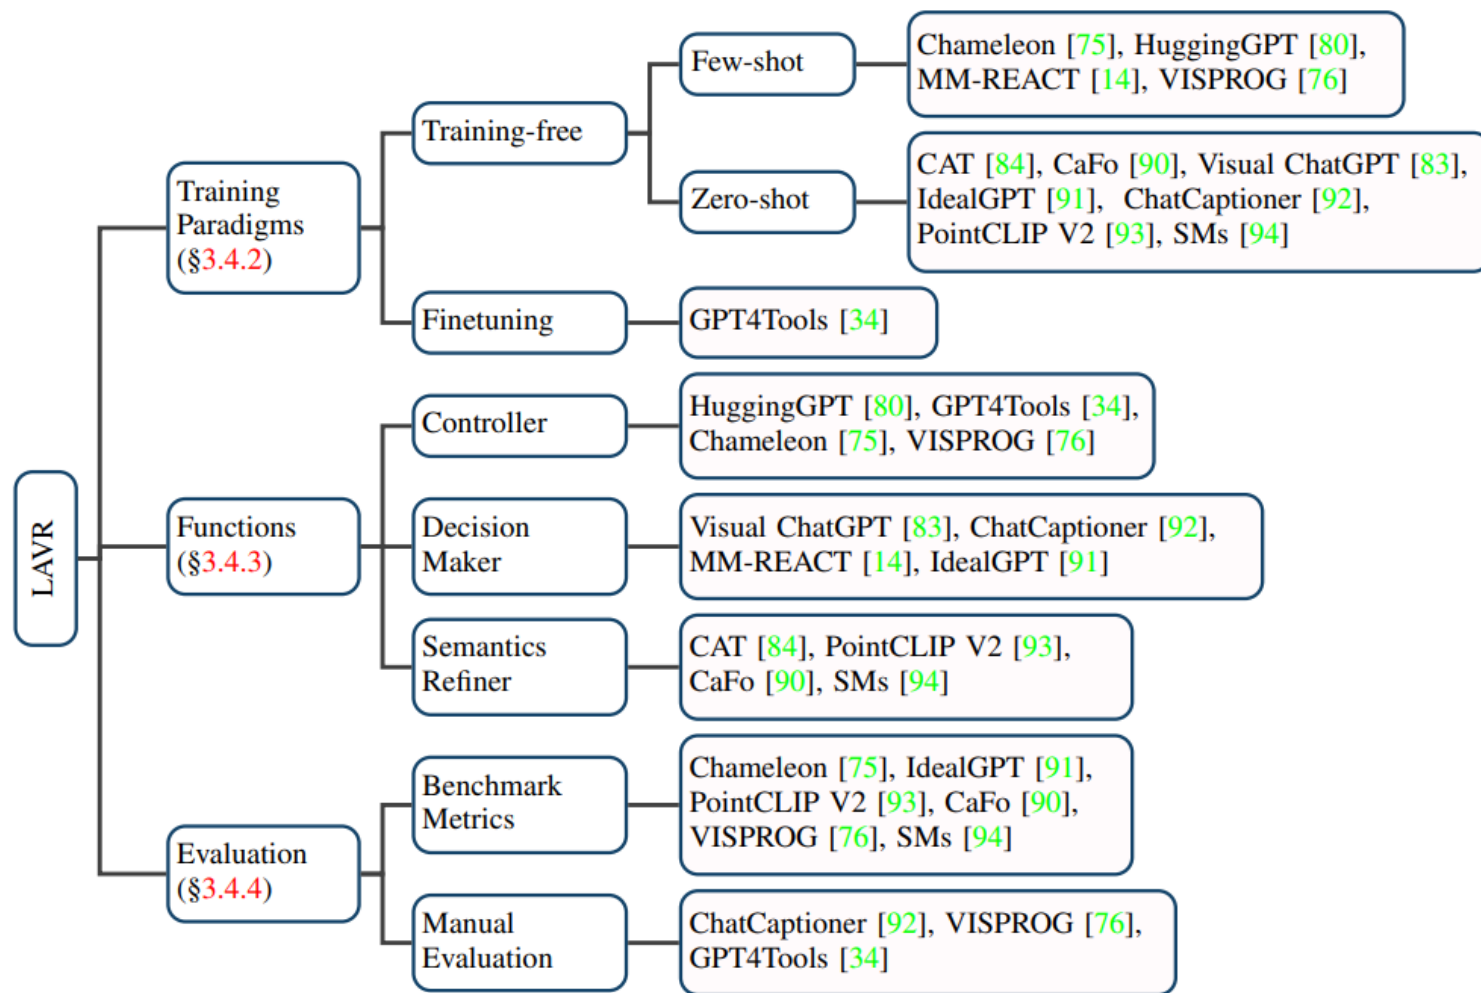 LAVR
Training
Paradigms
(§3.4.2)
Training-free
Few-shot
Chameleon [75], HuggingGPT [80],
MM-REACT [14], VISPROG [76]
Zero-shot
CAT [84], CaFo [90], Visual ChatGPT [83],
IdealGPT [91], ChatCaptioner [92],
PointCLIP V2 [93], SMs [94]
Finetuning
GPT4Tools [34]
Functions
(§3.4.3)
Controller
HuggingGPT [80], GPT4Tools [34],
Chameleon [75], VISPROG [76]
Decision
Maker
Visual ChatGPT [83], ChatCaptioner [92],
MM-REACT [14], IdealGPT [91]
Semantics
Refiner
CAT [84], PointCLIP V2 [93],
CaFo [90], SMs [94]
Evaluation
(§3.4.4)
Benchmark
Metrics
Chameleon [75], IdealGPT [91],
PointCLIP V2 [93], CaFo [90],
VISPROG [76], SMs [94]
Manual
Evaluation
ChatCaptioner [92], VISPROG [76],
GPT4Tools [34]